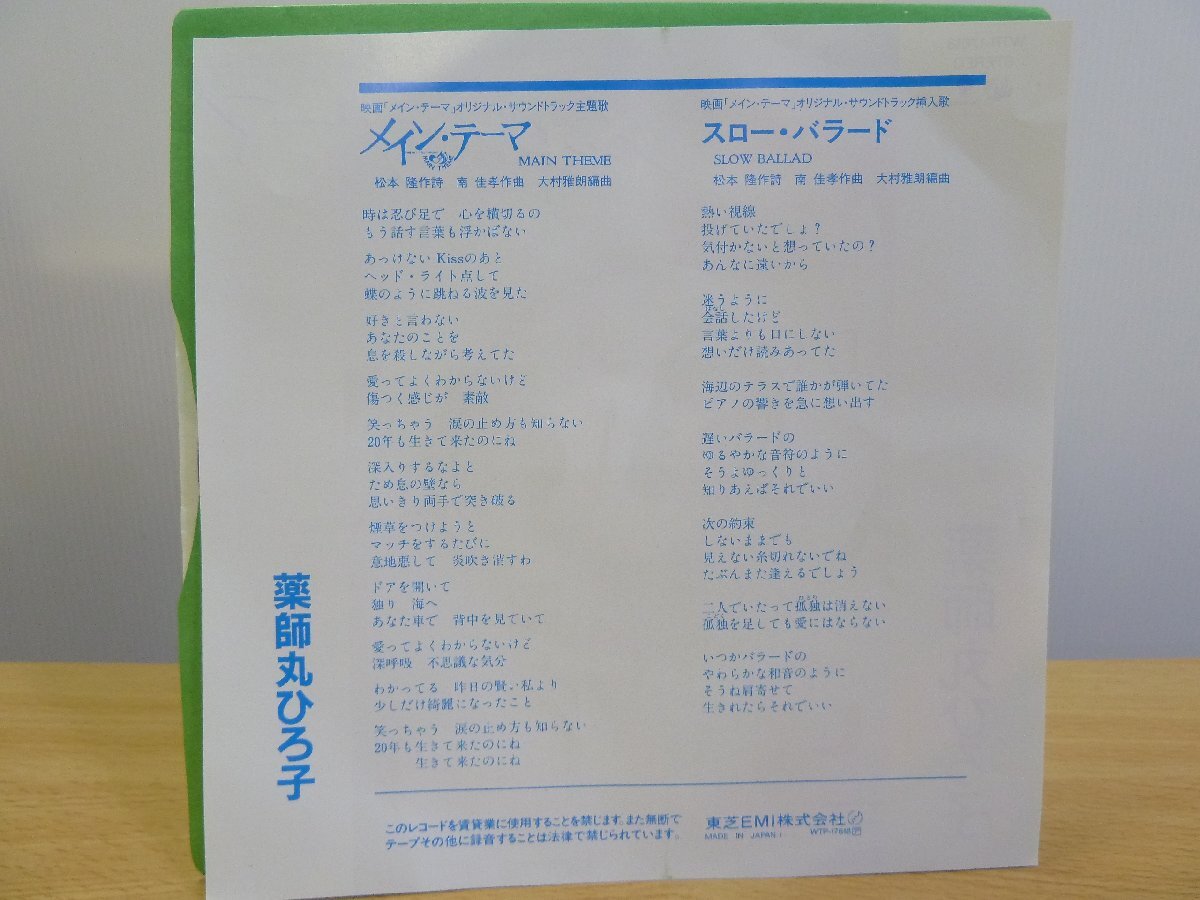 映画「メイン・テーマ」オリジナル・サウンドトラック主題歌
メイン・テーマ
MAIN THEME
松本 隆作詩 南 佳孝作曲 大村雅朗編曲
時は忍び足で 心を横切るの
もう話す言葉も浮かばない
あっけない Kissのあと
ヘッド・ライト点して
蝶のように跳ねる波を見た
好きと言わない
あなたのことを
息を殺しながら考えてた
愛ってよくわからないけど
傷つく感じが 素敵
笑っちゃう 涙の止め方も知らない
20年も生きて来たのにね
深入りするなよと
ため息の壁なら
思いきり両手で突き破る
煙草をつけようと
マッチをするたびに
意地悪して 炎吹き消すわ
ドアを開いて
独り 海へ
あなた車で 背中を見ていて
愛ってよくわからないけど
深呼吸 不思議な気分
わかってる 昨日の賢い私より
少しだけ綺麗になったこと
笑っちゃう 涙の止め方も知らない
20年も生きて来たのにね
生きて来たのにね
映画「メイン・テーマ」オリジナル・サウンドトラック挿入歌
スロー・バラード
SLOW BALLAD
松本 隆作詩 南 佳孝作曲 大村雅朗編曲
熱い視線
投げていたでしょ？
気付かないと想っていたの？
あんなに遠いから
迷うように
会話したけど
言葉よりも口にしない
想いだけ読みあってた
海辺のテラスで誰かが弾いてた
ピアノの響きを急に想い出す
遅いバラードの
ゆるやかな音符のように
そうよゆっくりと
知りあえばそれでいい
次の約束
しないままでも
見えない糸切れないでね
たぶんまた逢えるでしょう
二人でいたって孤独は消えない
孤独を足しても愛にはならない
いつかバラードの
やわらかな和音のように
そうね肩寄せて
生きれたらそれでいい
薬師丸ひろ子
このレコードを賃貸業に使用することを禁じます。また無断で
テープその他に録音することは法律で禁じられています。
東芝EMI株式会社
MADE IN JAPAN
WTP-17618